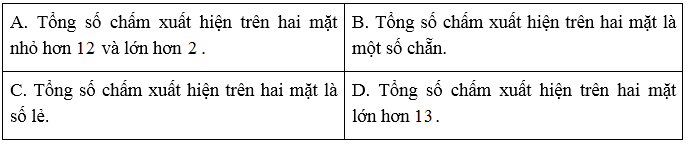 A. Tổng số chấm xuất hiện trên hai mặt
nhỏ hơn 12 và lớn hơn 2 .
B. Tổng số chấm xuất hiện trên hai mặt là
một số chẵn.
C. Tổng số chấm xuất hiện trên hai mặt là
số lẻ.
D. Tổng số chấm xuất hiện trên hai mặt
lớn hơn 13 .